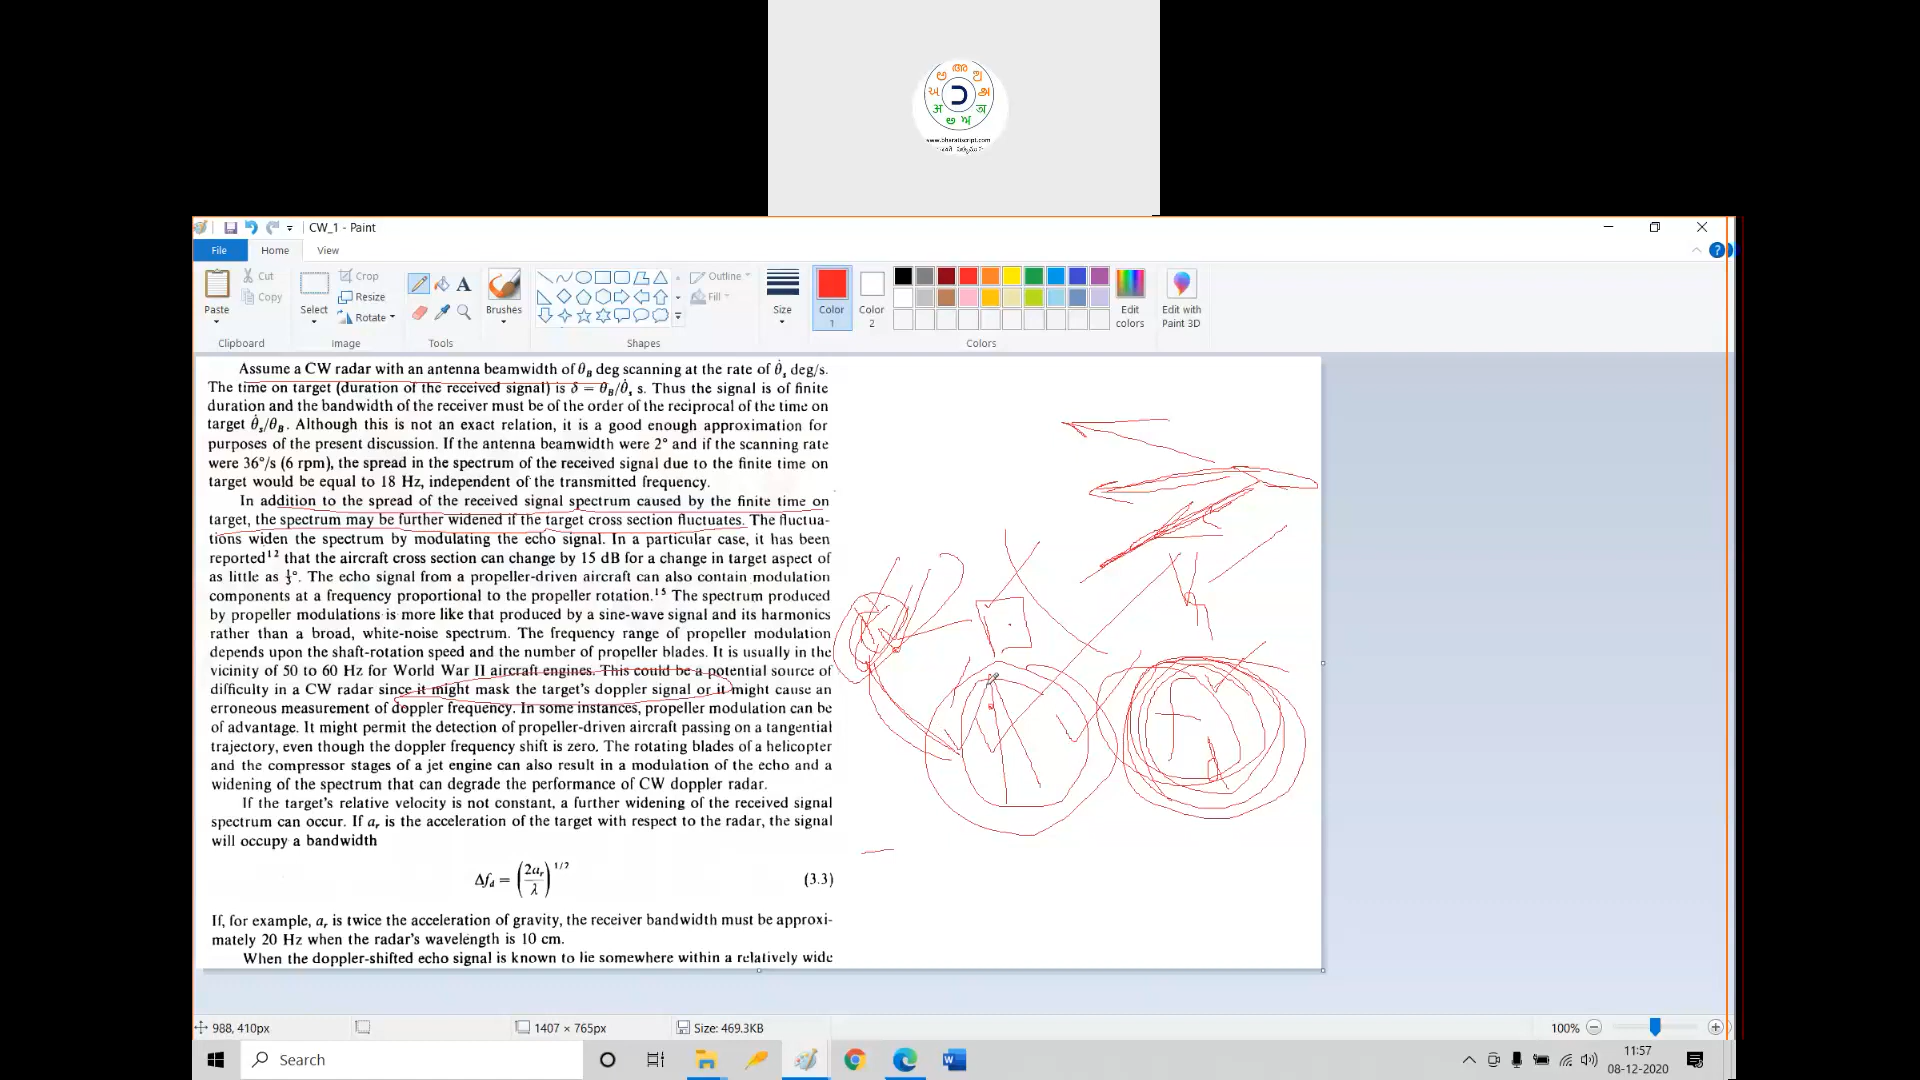 అ
അ
ఆ
અ
அ
अ
অ
ಅ
ਅ
www.bharatiscript.com
CW_1 - Paint
File
Home
View
Paste
Cut
Copy
Clipboard
Select
Crop
Resize
Rotate
Image
A
Tools
Brushes
Outline
Fill
Shapes
Size
Color
1
Color
2
Edit
colors
Edit with
Paint 3D
Colors
Assume a CW radar with an antenna beamwidth of θB deg scanning at the rate of θ̇s deg/s.
The time on target (duration of the received signal) is δ = θB/θ̇s s. Thus the signal is of finite
duration and the bandwidth of the receiver must be of the order of the reciprocal of the time on
target θ̇s/θB. Although this is not an exact relation, it is a good enough approximation for
purposes of the present discussion. If the antenna beamwidth were 2° and if the scanning rate
were 36°/s (6 rpm), the spread in the spectrum of the received signal due to the finite time on
target would be equal to 18 Hz, independent of the transmitted frequency.
In addition to the spread of the received signal spectrum caused by the finite time on
target, the spectrum may be further widened if the target cross section fluctuates. The fluctua-
tions widen the spectrum by modulating the echo signal. In a particular case, it has been
reported¹² that the aircraft cross section can change by 15 dB for a change in target aspect of
as little as ⅓°. The echo signal from a propeller-driven aircraft can also contain modulation
components at a frequency proportional to the propeller rotation.¹⁵ The spectrum produced
by propeller modulations is more like that produced by a sine-wave signal and its harmonics
rather than a broad, white-noise spectrum. The frequency range of propeller modulation
depends upon the shaft-rotation speed and the number of propeller blades. It is usually in the
vicinity of 50 to 60 Hz for World War II aircraft engines. This could be a potential source of
difficulty in a CW radar since it might mask the target's doppler signal or it might cause an
erroneous measurement of doppler frequency. In some instances, propeller modulation can be
of advantage. It might permit the detection of propeller-driven aircraft passing on a tangential
trajectory, even though the doppler frequency shift is zero. The rotating blades of a helicopter
and the compressor stages of a jet engine can also result in a modulation of the echo and a
widening of the spectrum that can degrade the performance of CW doppler radar.
If the target's relative velocity is not constant, a further widening of the received signal
spectrum can occur. If ar is the acceleration of the target with respect to the radar, the signal
will occupy a bandwidth
Δfd = (2ar/λ)^1/2 (3.3)
If, for example, ar is twice the acceleration of gravity, the receiver bandwidth must be approxi-
mately 20 Hz when the radar's wavelength is 10 cm.
When the doppler-shifted echo signal is known to lie somewhere within a relatively wide
988, 410px
1407 × 765px
Size: 469.3KB
100%
Search
11:57
08-12-2020